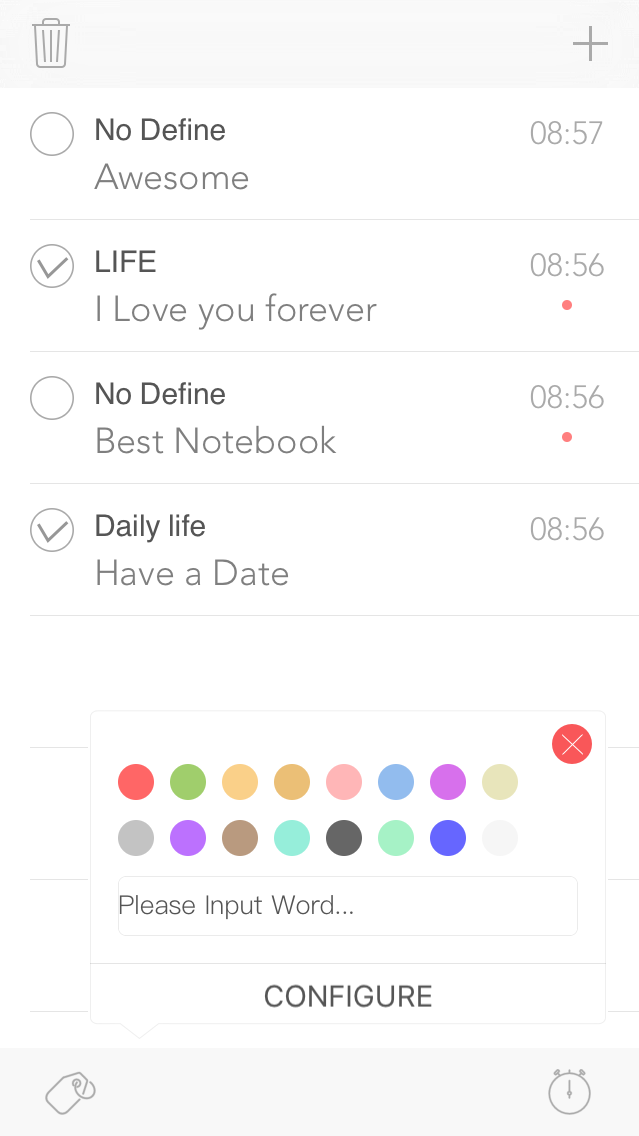 No Define
08:57
Awesome
LIFE
08:56
I Love you forever
No Define
08:56
Best Notebook
Daily life
08:56
Have a Date
Please Input Word...
CONFIGURE